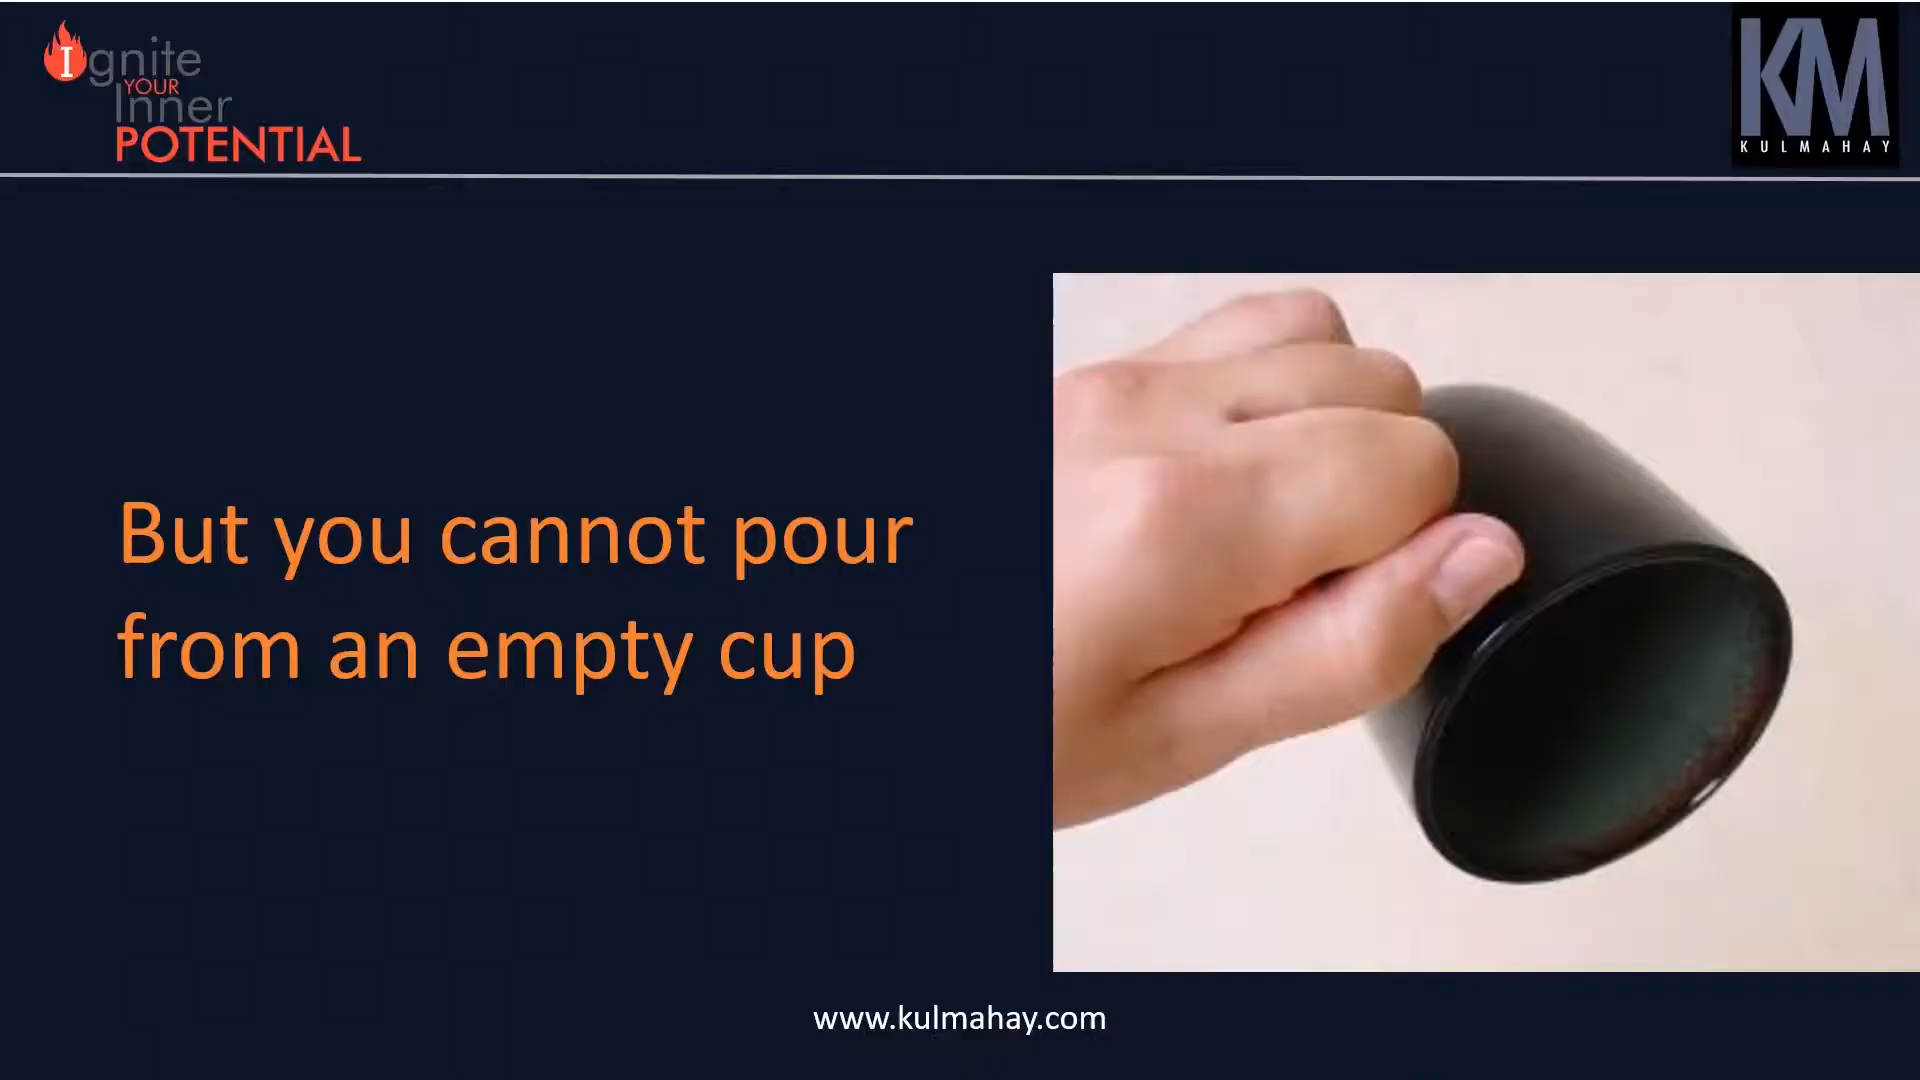 Ignite
YOUR
Inner
POTENTIAL
KM
KULMAHAY
But you cannot pour
from an empty cup
www.kulmahay.com